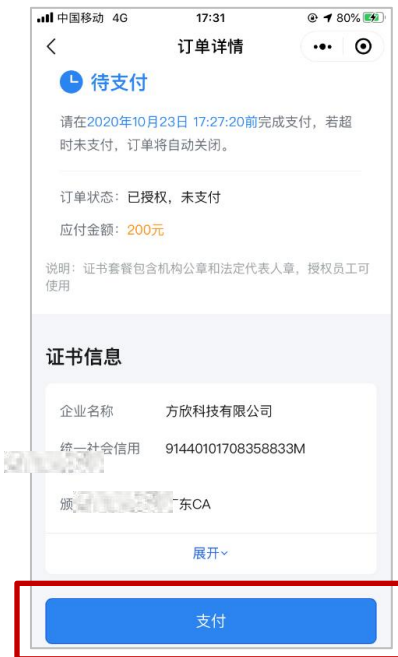 中国移动 4G 17:31 80%
订单详情
待支付
请在2020年10月23日 17:27:20前完成支付，若超
时未支付，订单将自动关闭。
订单状态：已授权，未支付
应付金额：200元
说明：证书套餐包含机构公章和法定代表人章，授权员工可
使用
证书信息
企业名称 方欣科技有限公司
统一社会信用 91440101708358833M
颁 东CA
展开
支付